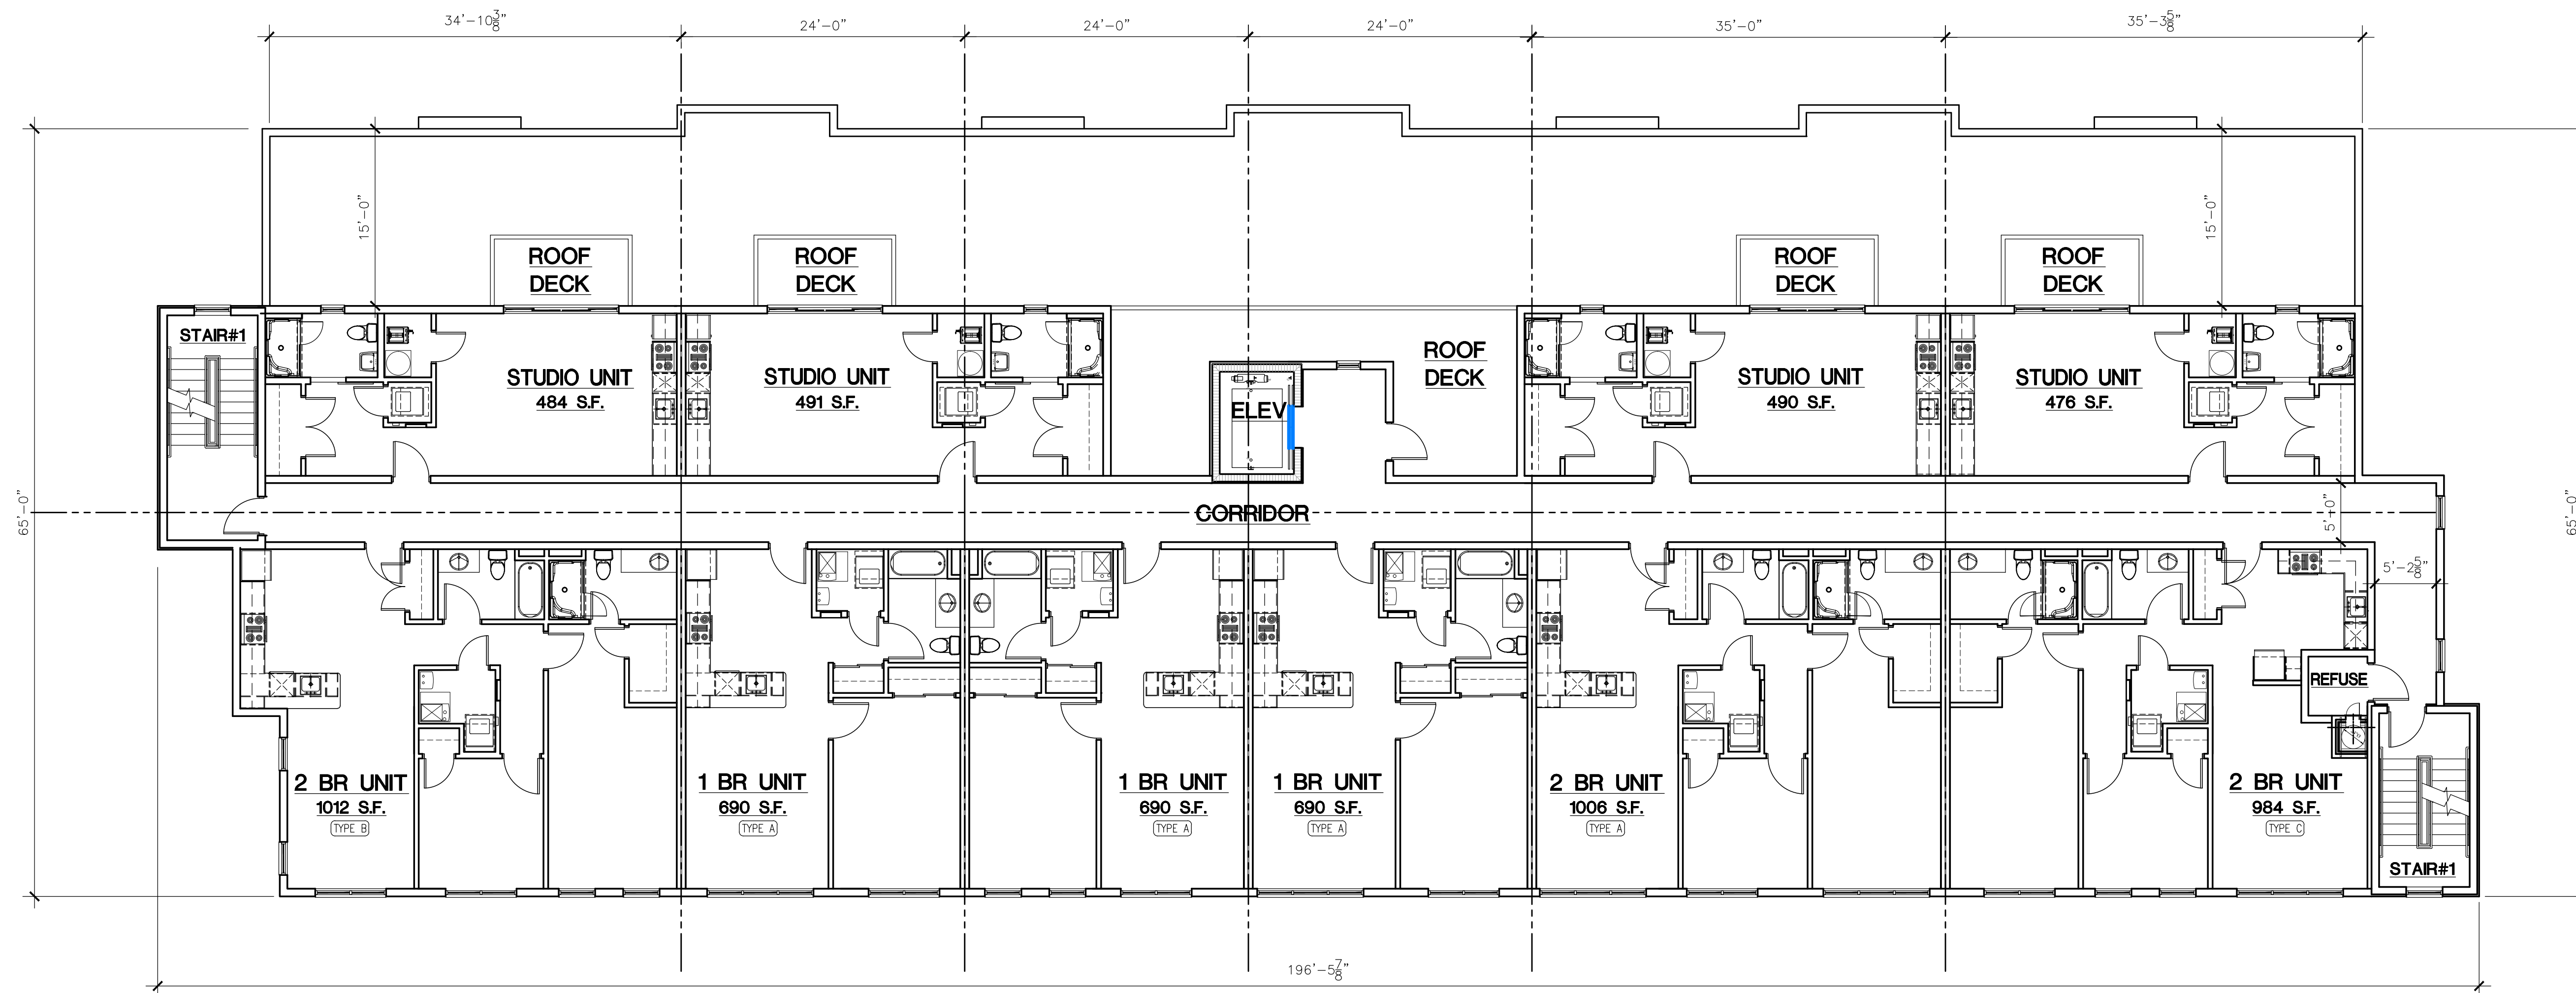 34'-10 3/8"
24'-0"
24'-0"
24'-0"
35'-0"
35'-3 5/8"
15'-0"
15'-0"
ROOF
DECK
ROOF
DECK
ROOF
DECK
ROOF
DECK
STAIR#1
ROOF
DECK
STUDIO UNIT
484 S.F.
STUDIO UNIT
491 S.F.
STUDIO UNIT
490 S.F.
STUDIO UNIT
476 S.F.
ELEV
65'-0"
65'-0"
CORRIDOR
5'-0"
5'-2 5/8"
REFUSE
2 BR UNIT
1012 S.F.
TYPE B
1 BR UNIT
690 S.F.
TYPE A
1 BR UNIT
690 S.F.
TYPE A
1 BR UNIT
690 S.F.
TYPE A
2 BR UNIT
1006 S.F.
TYPE A
2 BR UNIT
984 S.F.
TYPE C
STAIR#1
196'-5 7/8"